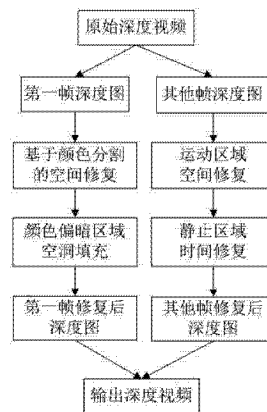 原始深度视频
第一帧深度图
其他帧深度图
基于颜色分割
的空间修复
运动区域
空间修复
颜色偏暗区域
空洞填充
静止区域
时间修复
第一帧修复后
深度图
其他帧修复后
深度图
输出深度视频